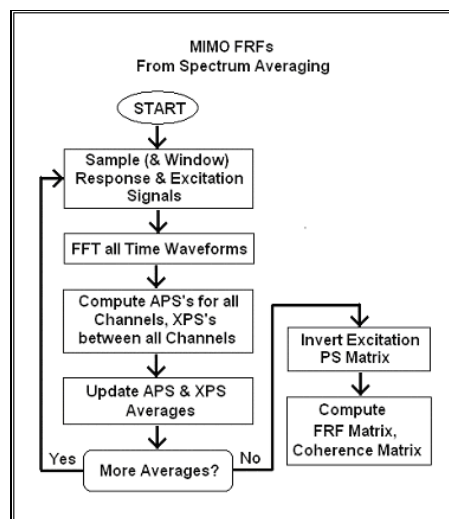 MIMO FRFs
From Spectrum Averaging
START
Sample (& Window)
Response & Excitation
Signals
FFT all Time Waveforms
Compute APS's for all
Channels, XPS's
between all Channels
Update APS & XPS
Averages
More Averages?
Yes
No
Invert Excitation
PS Matrix
Compute
FRF Matrix,
Coherence Matrix